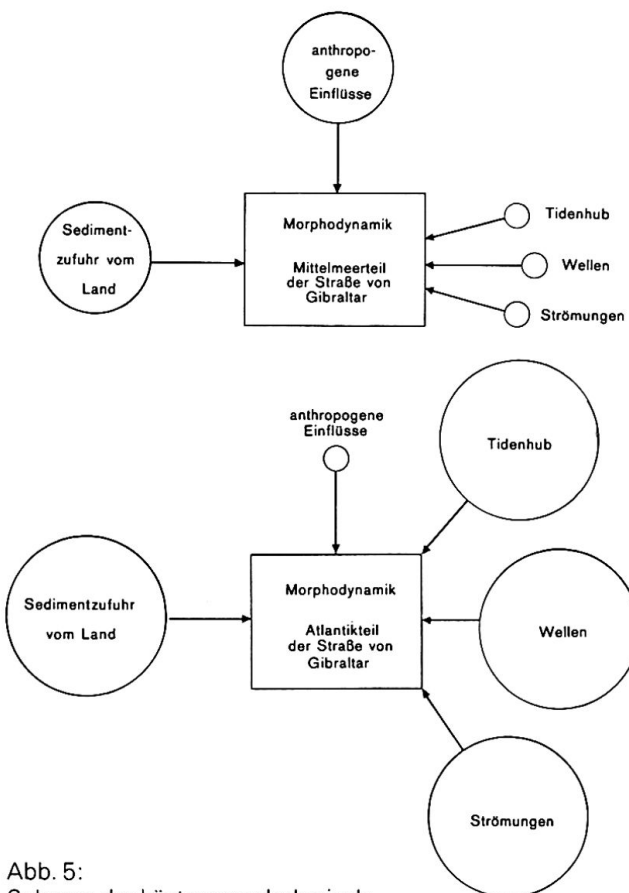 anthropo-
gene
Einflüsse
Sediment-
zufuhr vom
Land
Morphodynamik
Mittelmeerteil
der Straße von
Gibraltar
Tidenhub
Wellen
Strömungen
anthropogene
Einflüsse
Tidenhub
Sedimentzufuhr
vom Land
Morphodynamik
Atlantikteil
der Straße von
Gibraltar
Wellen
Strömungen
Abb. 5: